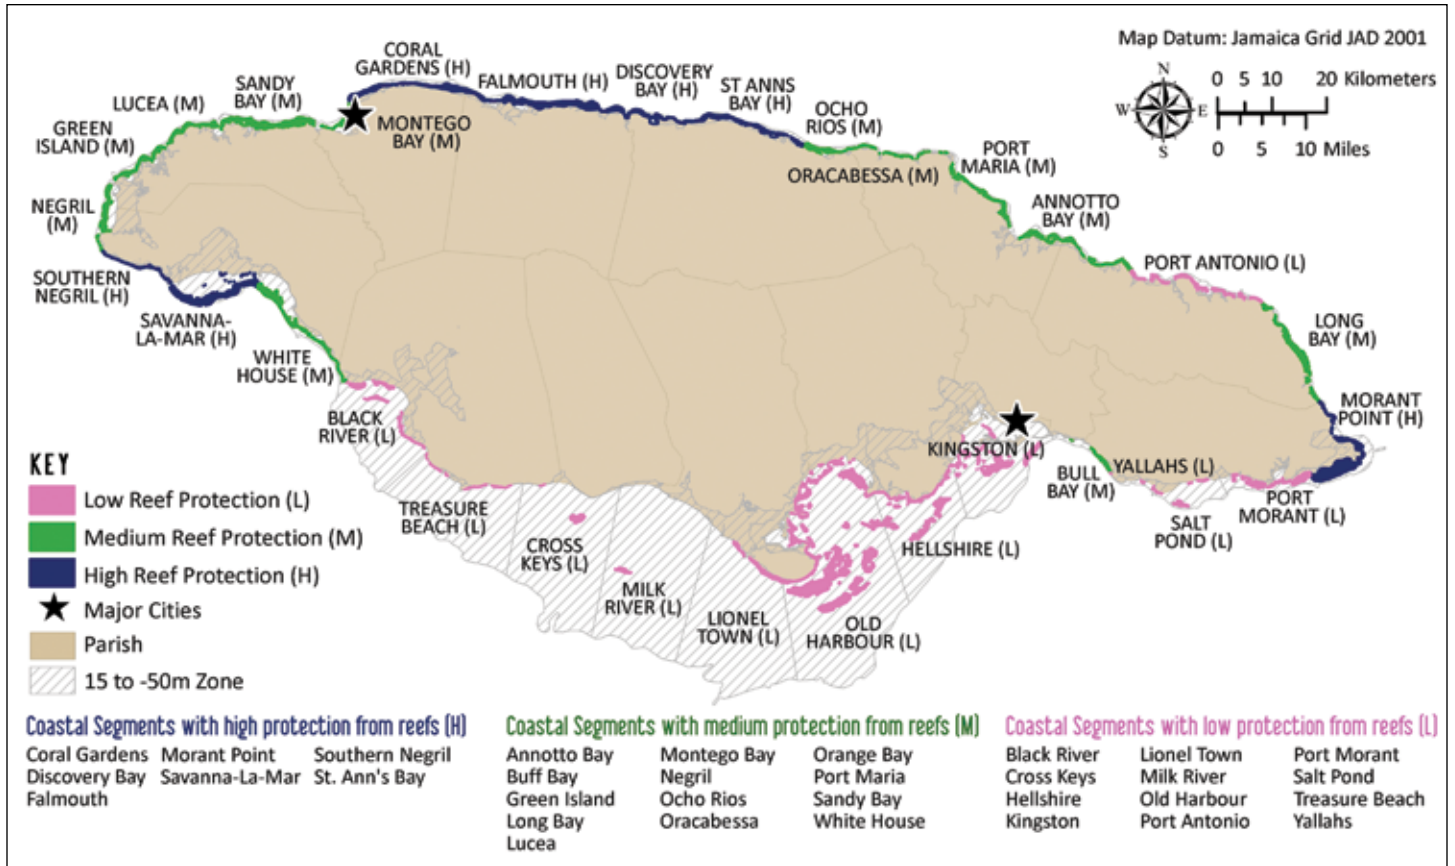 Map Datum: Jamaica Grid JAD 2001
N
W E
S
0 5 10 20 Kilometers
0 5 10 Miles
CORAL
GARDENS (H)
FALMOUTH (H)
DISCOVERY
BAY (H)
ST ANNS
BAY (H)
OCHO
RIOS (M)
SANDY
BAY (M)
LUCEA (M)
GREEN
ISLAND (M)
MONTEGO
BAY (M)
ORACABESSA (M)
PORT
MARIA (M)
ANNOTTO
BAY (M)
NEGRIL
(M)
PORT ANTONIO (L)
SOUTHERN
NEGRIL (H)
SAVANNA-
LA-MAR (H)
LONG
BAY (M)
WHITE
HOUSE (M)
MORANT
POINT (H)
BLACK
RIVER (L)
KINGSTON (L)
BULL
BAY (M)
YALLAHS (L)
TREASURE
BEACH (L)
PORT
MORANT (L)
SALT
POND (L)
CROSS
KEYS (L)
HELLSHIRE (L)
MILK
RIVER (L)
LIONEL
TOWN (L)
OLD
HARBOUR (L)
KEY
Low Reef Protection (L)
Medium Reef Protection (M)
High Reef Protection (H)
Major Cities
Parish
15 to -50m Zone
Coastal Segments with high protection from reefs (H)
Coral Gardens Morant Point Southern Negril
Discovery Bay Savanna-La-Mar St. Ann's Bay
Falmouth
Coastal Segments with medium protection from reefs (M)
Annotto Bay Montego Bay Orange Bay
Buff Bay Negril Port Maria
Green Island Ocho Rios Sandy Bay
Long Bay Oracabessa White House
Lucea
Coastal Segments with low protection from reefs (L)
Black River Lionel Town Port Morant
Cross Keys Milk River Salt Pond
Hellshire Old Harbour Treasure Beach
Kingston Port Antonio Yallahs